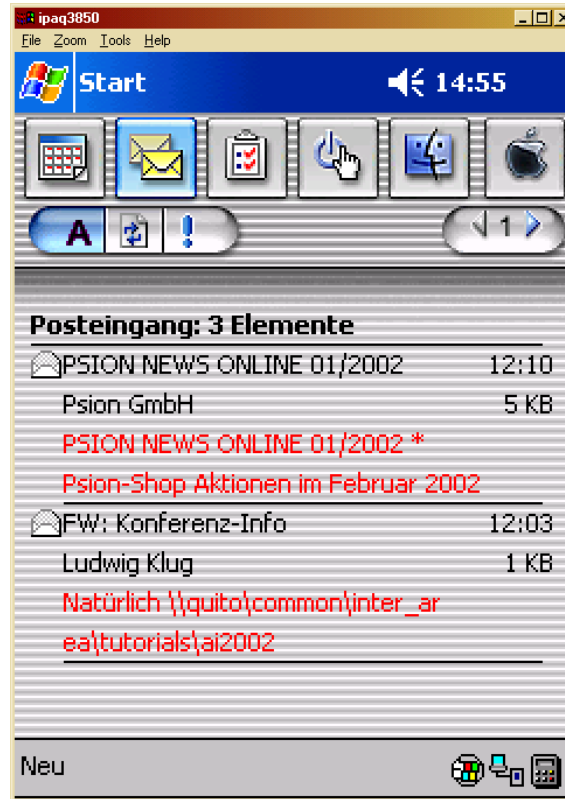 ipaq3850
File Zoom Tools Help
Start 14:55
A ! 1
Posteingang: 3 Elemente
PSION NEWS ONLINE 01/2002 12:10
Psion GmbH 5 KB
PSION NEWS ONLINE 01/2002 *
Psion-Shop Aktionen im Februar 2002
FW: Konferenz-Info 12:03
Ludwig Klug 1 KB
Natürlich \\quito\common\inter_ar
ea\tutorials\ai2002
Neu